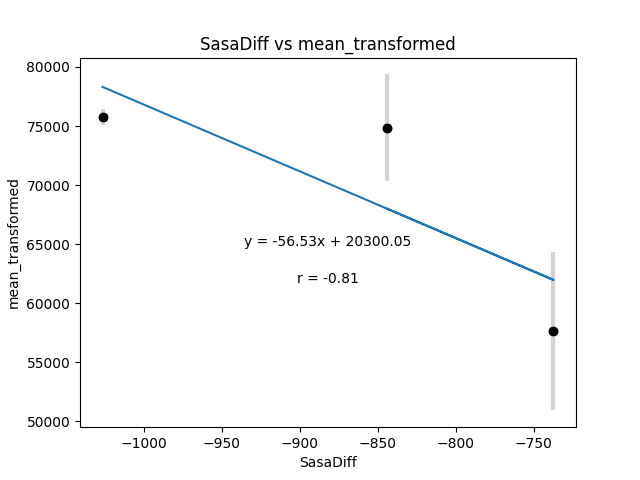 SasaDiff vs mean_transformed
mean_transformed
80000
75000
70000
65000
60000
55000
50000
y = -56.53x + 20300.05
r = -0.81
−1000
−950
−900
−850
−800
−750
SasaDiff